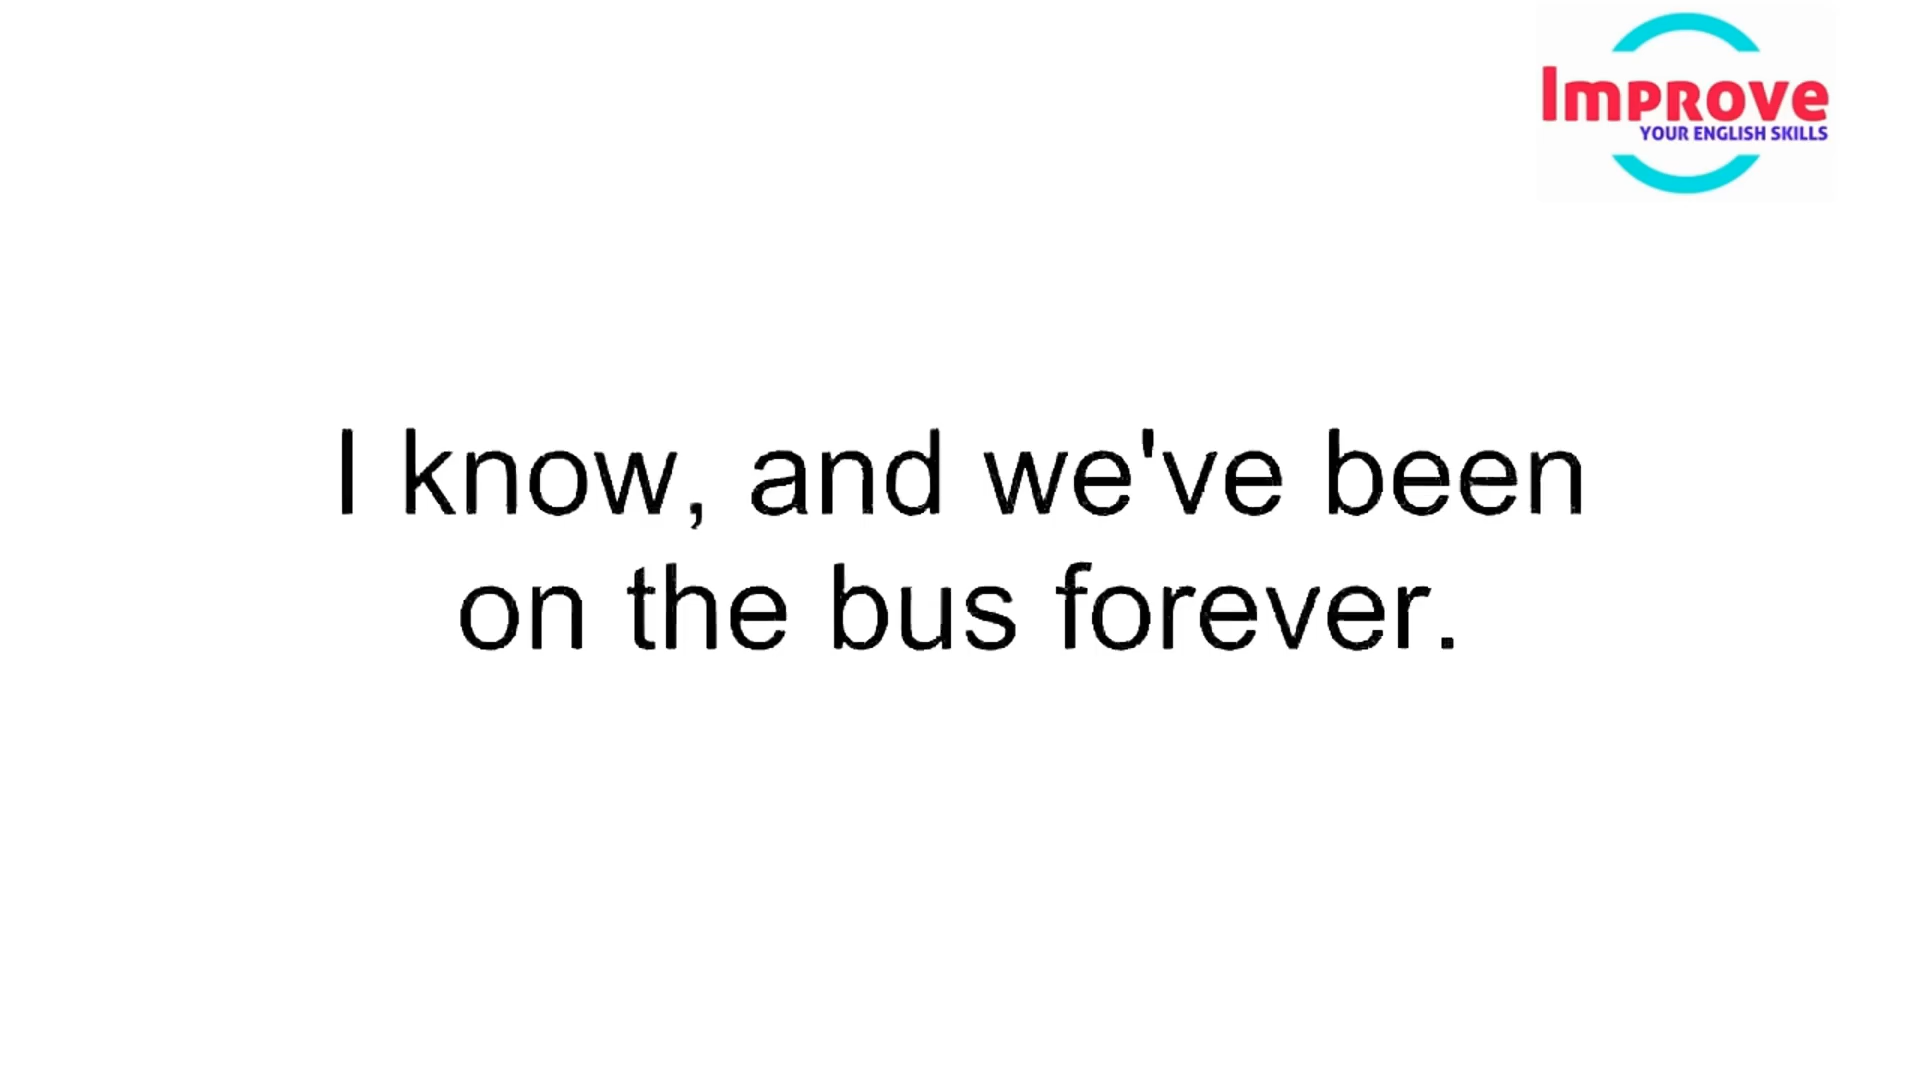 Improve
YOUR ENGLISH SKILLS
I know, and we've been
on the bus forever.